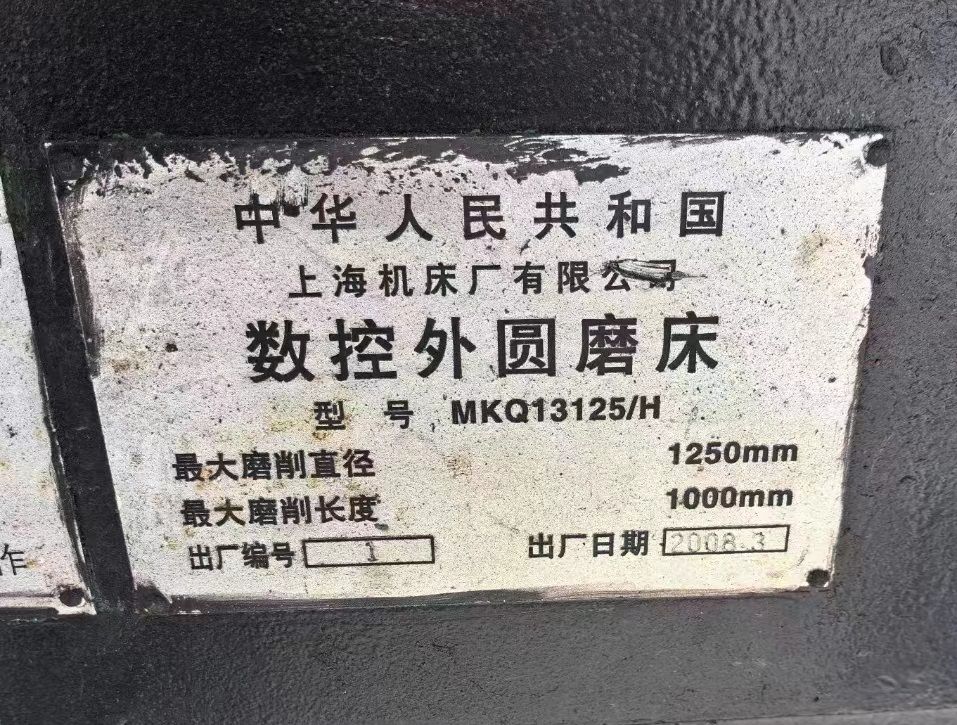 中华人民共和国
上海机床厂有限公司
数控外圆磨床
型 号 MKQ13125/H
最大磨削直径 1250mm
最大磨削长度 1000mm
出厂编号 1 出厂日期 2008.3
作